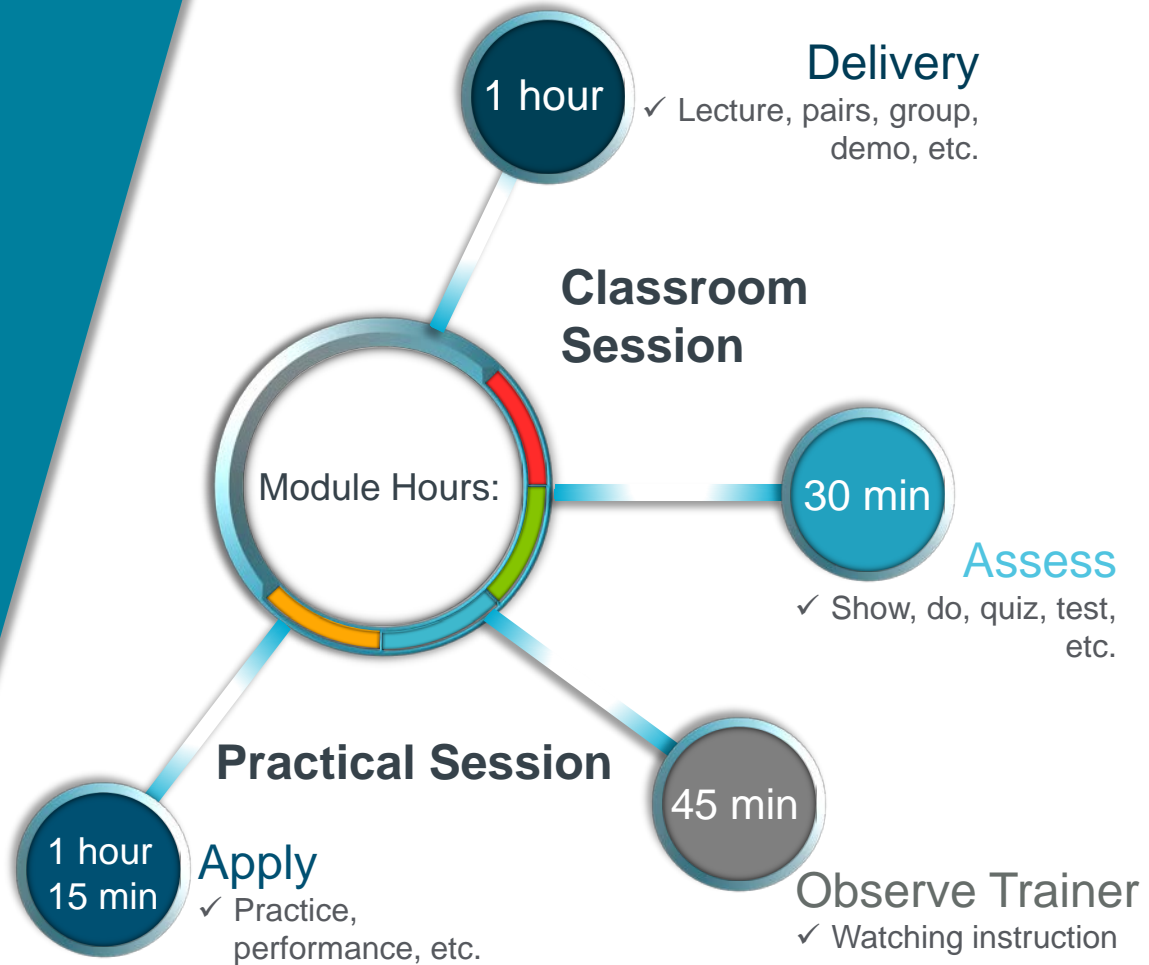 1 hour
Delivery
✓ Lecture, pairs, group,
demo, etc.
Classroom
Session
Module Hours:
30 min
Assess
✓ Show, do, quiz, test,
etc.
Practical Session
45 min
Observe Trainer
✓ Watching instruction
1 hour
15 min
Apply
✓ Practice,
performance, etc.